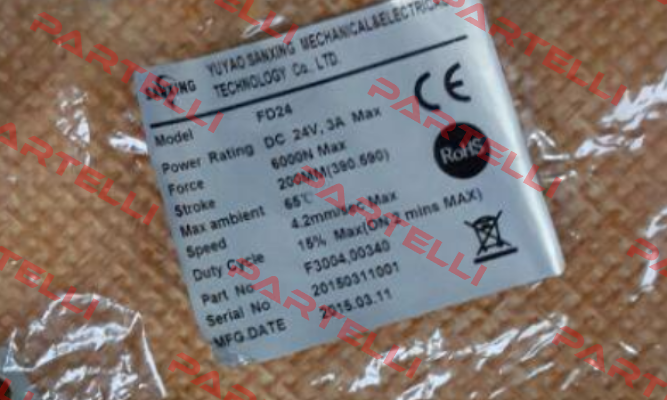 SANXING
YUYAO SANXING MECHANICAL&ELECTRICAL
TECHNOLOGY Co., LTD.
Model FD24
Power Rating DC 24V, 3A Max
Force 6000N Max
Stroke 200MM(390.590)
Max ambient 65℃
Speed 4.2mm/sec Max
Duty Cycle 15% Max(ON 2 mins MAX)
Part No F3004,00340
Serial No 20150311001
MFG.DATE 2015.03.11
CE
RoHS
PARTELLI
PARTELLI
PARTELLI
PARTELLI
PARTELLI
PARTELLI
PARTELLI
PARTELLI